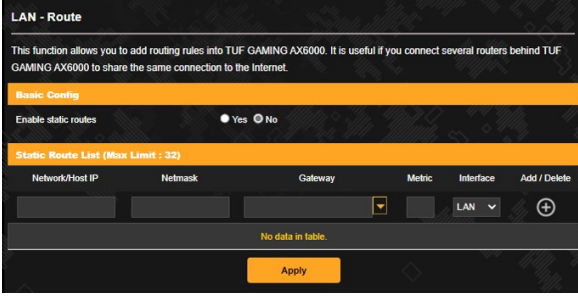 LAN - Route
This function allows you to add routing rules into TUF GAMING AX6000. It is useful if you connect several routers behind TUF
GAMING AX6000 to share the same connection to the Internet.
Basic Config
Enable static routes Yes No
Static Route List (Max Limit : 32)
Network/Host IP Netmask Gateway Metric Interface Add / Delete
LAN
No data in table.
Apply